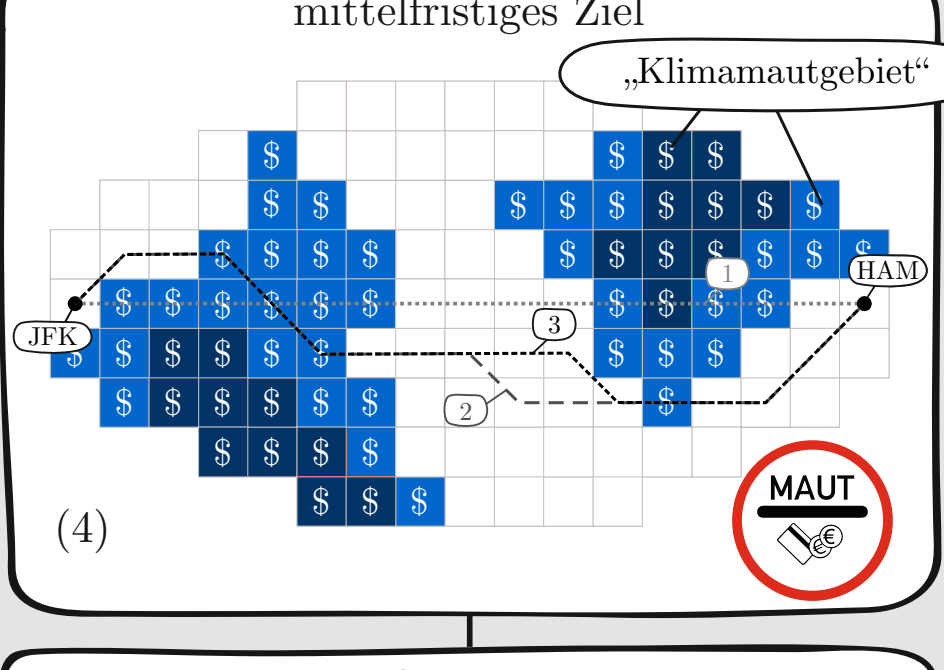 mittelfristiges Ziel
„Klimamautgebiet“
$ $ $ $
$ $ $ $ $ $ $ $ $
$ $ $ $ $ $ $ $ $ $ $
1
HAM
$ $ $ $ $ $ $ $ $ $
JFK
3
$ $ $ $ $ $ $ $ $
2
$ $ $ $ $ $ $
$ $ $ $
MAUT
$ $ $
(4)
€ €